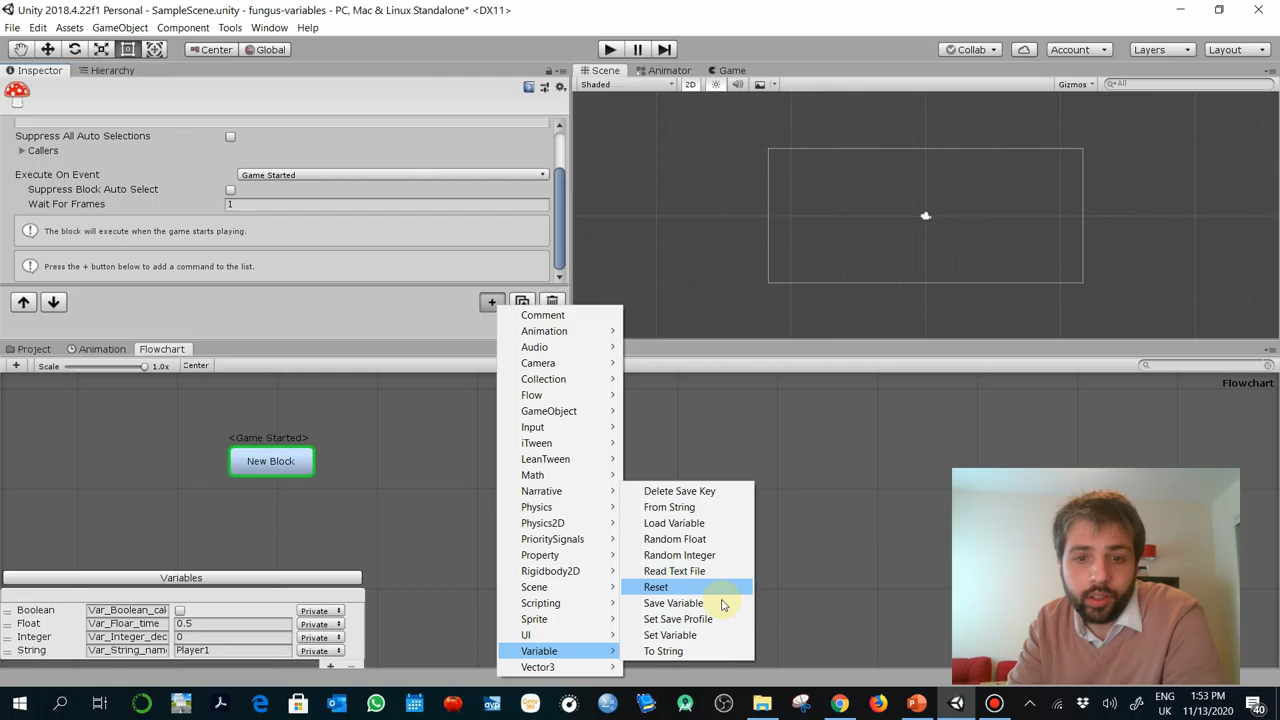 Unity 2018.4.22f1 - SampleScene.unity - fungus-variables - PC, Mac & Linux Standalone* <DX11>
File Edit Assets GameObject Component Tools Window Help
Center Global Collab Account Layers Layout
Inspector Hierarchy Scene Animator Game
Shaded 2D Gizmos All
Suppress All Auto Selections
Callers
Execute On Event Game Started
Suppress Block Auto Select
Wait For Frames 1
The block will execute when the game starts playing.
Press the + button below to add a command to the list.
+
Comment
Animation
Audio
Camera
Collection
Flow
GameObject
Input
iTween
LeanTween
Math
Narrative
Physics
Physics2D
PrioritySignals
Property
Rigidbody2D
Scene
Scripting
Sprite
UI
Variable
Vector3
Delete Save Key
From String
Load Variable
Random Float
Random Integer
Read Text File
Reset
Save Variable
Set Save Profile
Set Variable
To String
Project Animation Flowchart
+ Scale 1.0x Center
Flowchart
<Game Started>
New Block
Variables
Boolean Var_Boolean_cal Private
Float Var_Float_time 0.5 Private
Integer Var_Integer_dec 0 Private
String Var_String_name Player1 Private
ENG 1:53 PM
UK 11/13/2020 40